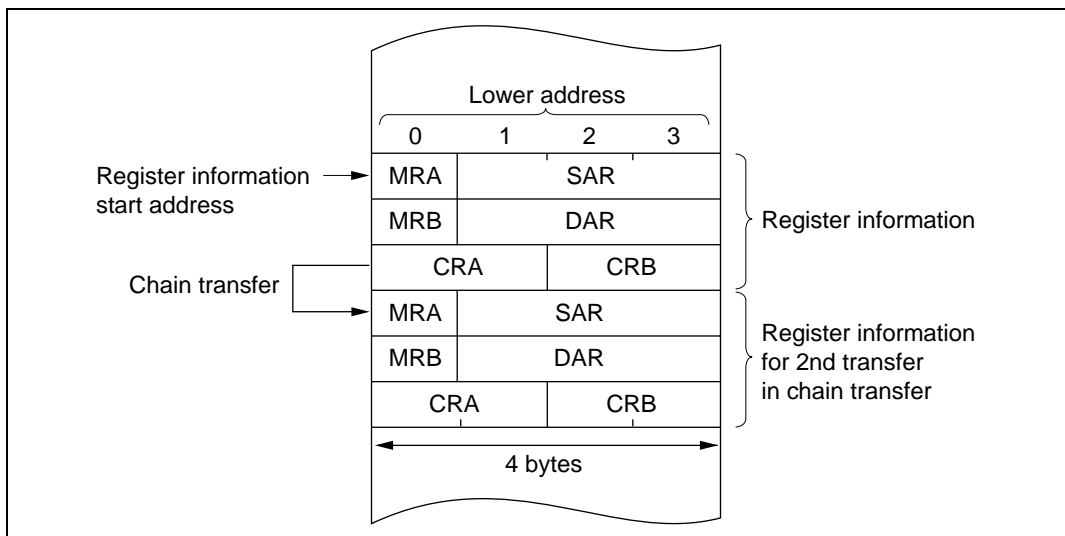 Lower address
0 1 2 3
Register information
start address
MRA SAR
MRB DAR
Register information
CRA CRB
Chain transfer
MRA SAR
Register information
for 2nd transfer
in chain transfer
MRB DAR
CRA CRB
4 bytes